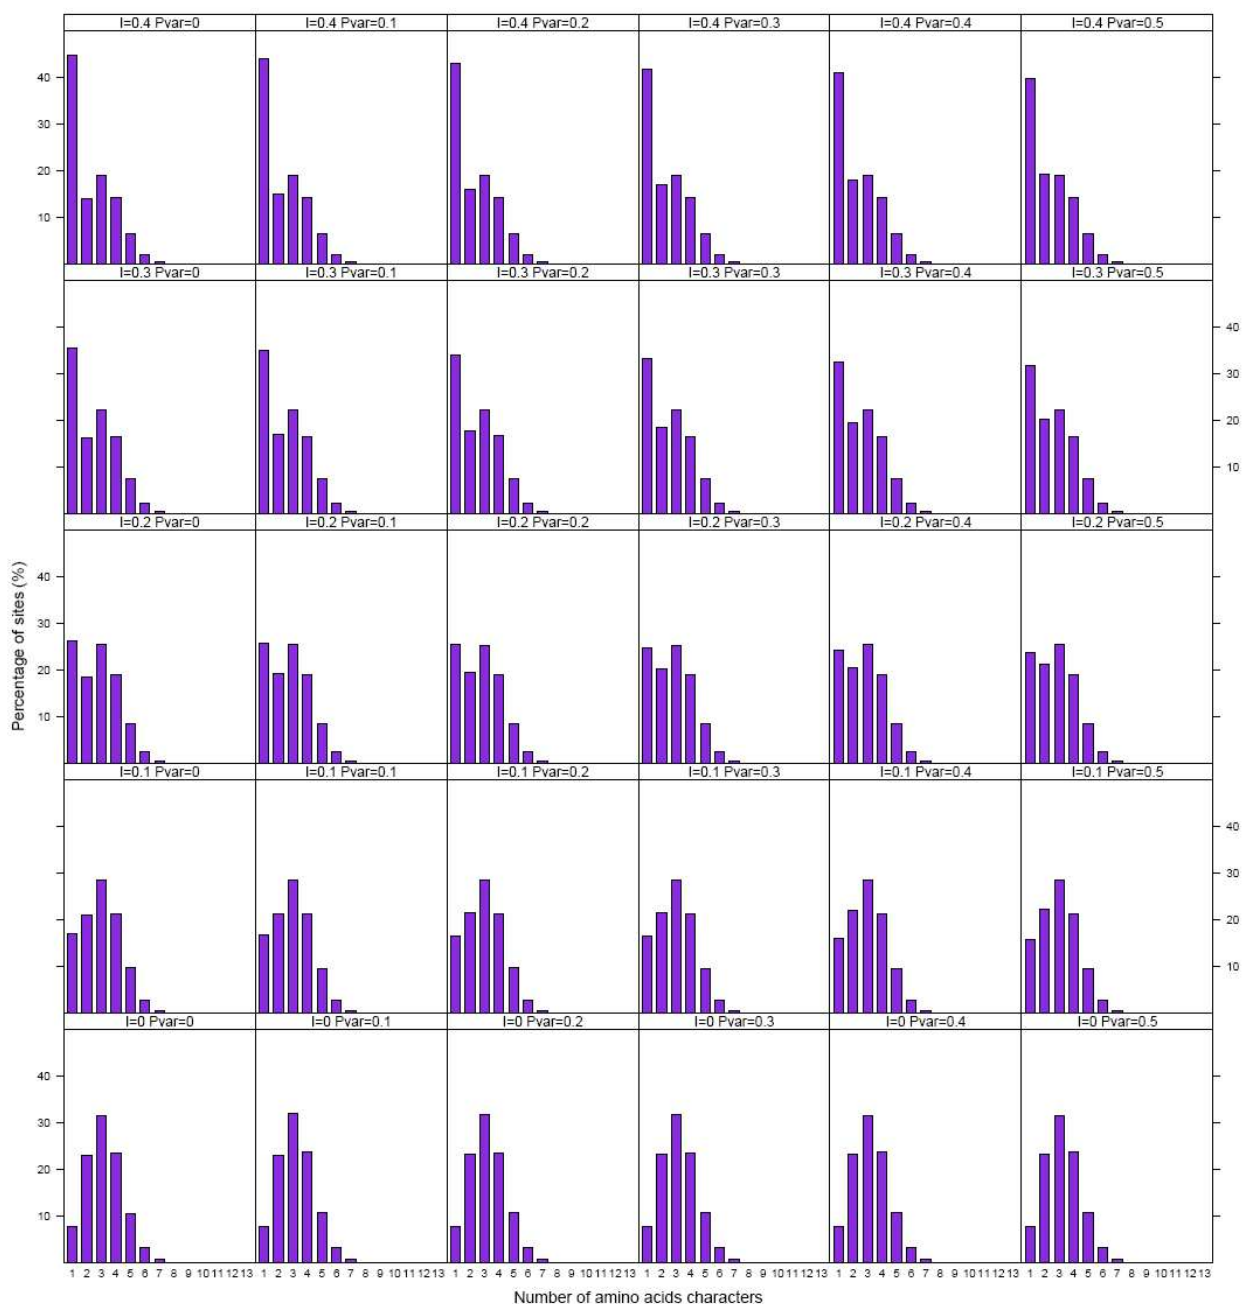 I=0.4 Pvar=0 I=0.4 Pvar=0.1 I=0.4 Pvar=0.2 I=0.4 Pvar=0.3 I=0.4 Pvar=0.4 I=0.4 Pvar=0.5
40
30
20
10
I=0.3 Pvar=0 I=0.3 Pvar=0.1 I=0.3 Pvar=0.2 I=0.3 Pvar=0.3 I=0.3 Pvar=0.4 I=0.3 Pvar=0.5
40
30
20
10
I=0.2 Pvar=0 I=0.2 Pvar=0.1 I=0.2 Pvar=0.2 I=0.2 Pvar=0.3 I=0.2 Pvar=0.4 I=0.2 Pvar=0.5
Percentage of sites (%)
40
30
20
10
I=0.1 Pvar=0 I=0.1 Pvar=0.1 I=0.1 Pvar=0.2 I=0.1 Pvar=0.3 I=0.1 Pvar=0.4 I=0.1 Pvar=0.5
40
30
20
10
I=0 Pvar=0 I=0 Pvar=0.1 I=0 Pvar=0.2 I=0 Pvar=0.3 I=0 Pvar=0.4 I=0 Pvar=0.5
40
30
20
10
1 2 3 4 5 6 7 8 9 10 11 12 13 1 2 3 4 5 6 7 8 9 10 11 12 13 1 2 3 4 5 6 7 8 9 10 11 12 13 1 2 3 4 5 6 7 8 9 10 11 12 13 1 2 3 4 5 6 7 8 9 10 11 12 13 1 2 3 4 5 6 7 8 9 10 11 12 13
Number of amino acids characters